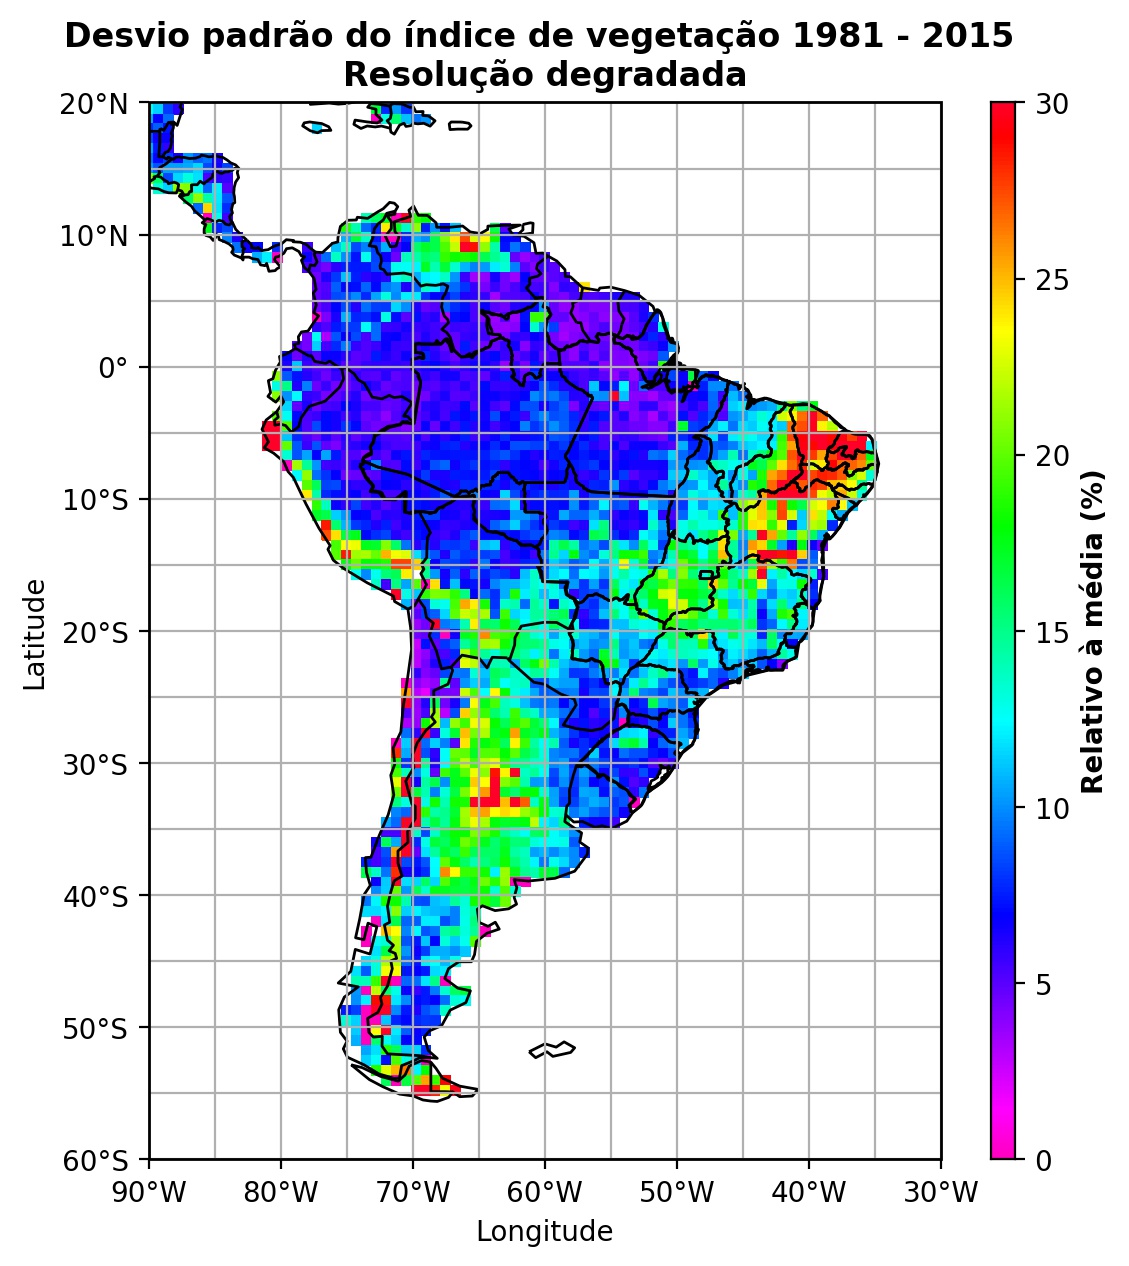 Desvio padrão do índice de vegetação 1981 - 2015
Resolução degradada
20°N
10°N
0°
10°S
20°S
30°S
40°S
50°S
60°S
Latitude
90°W 80°W 70°W 60°W 50°W 40°W 30°W
Longitude
30
25
20
15
10
5
0
Relativo à média (%)